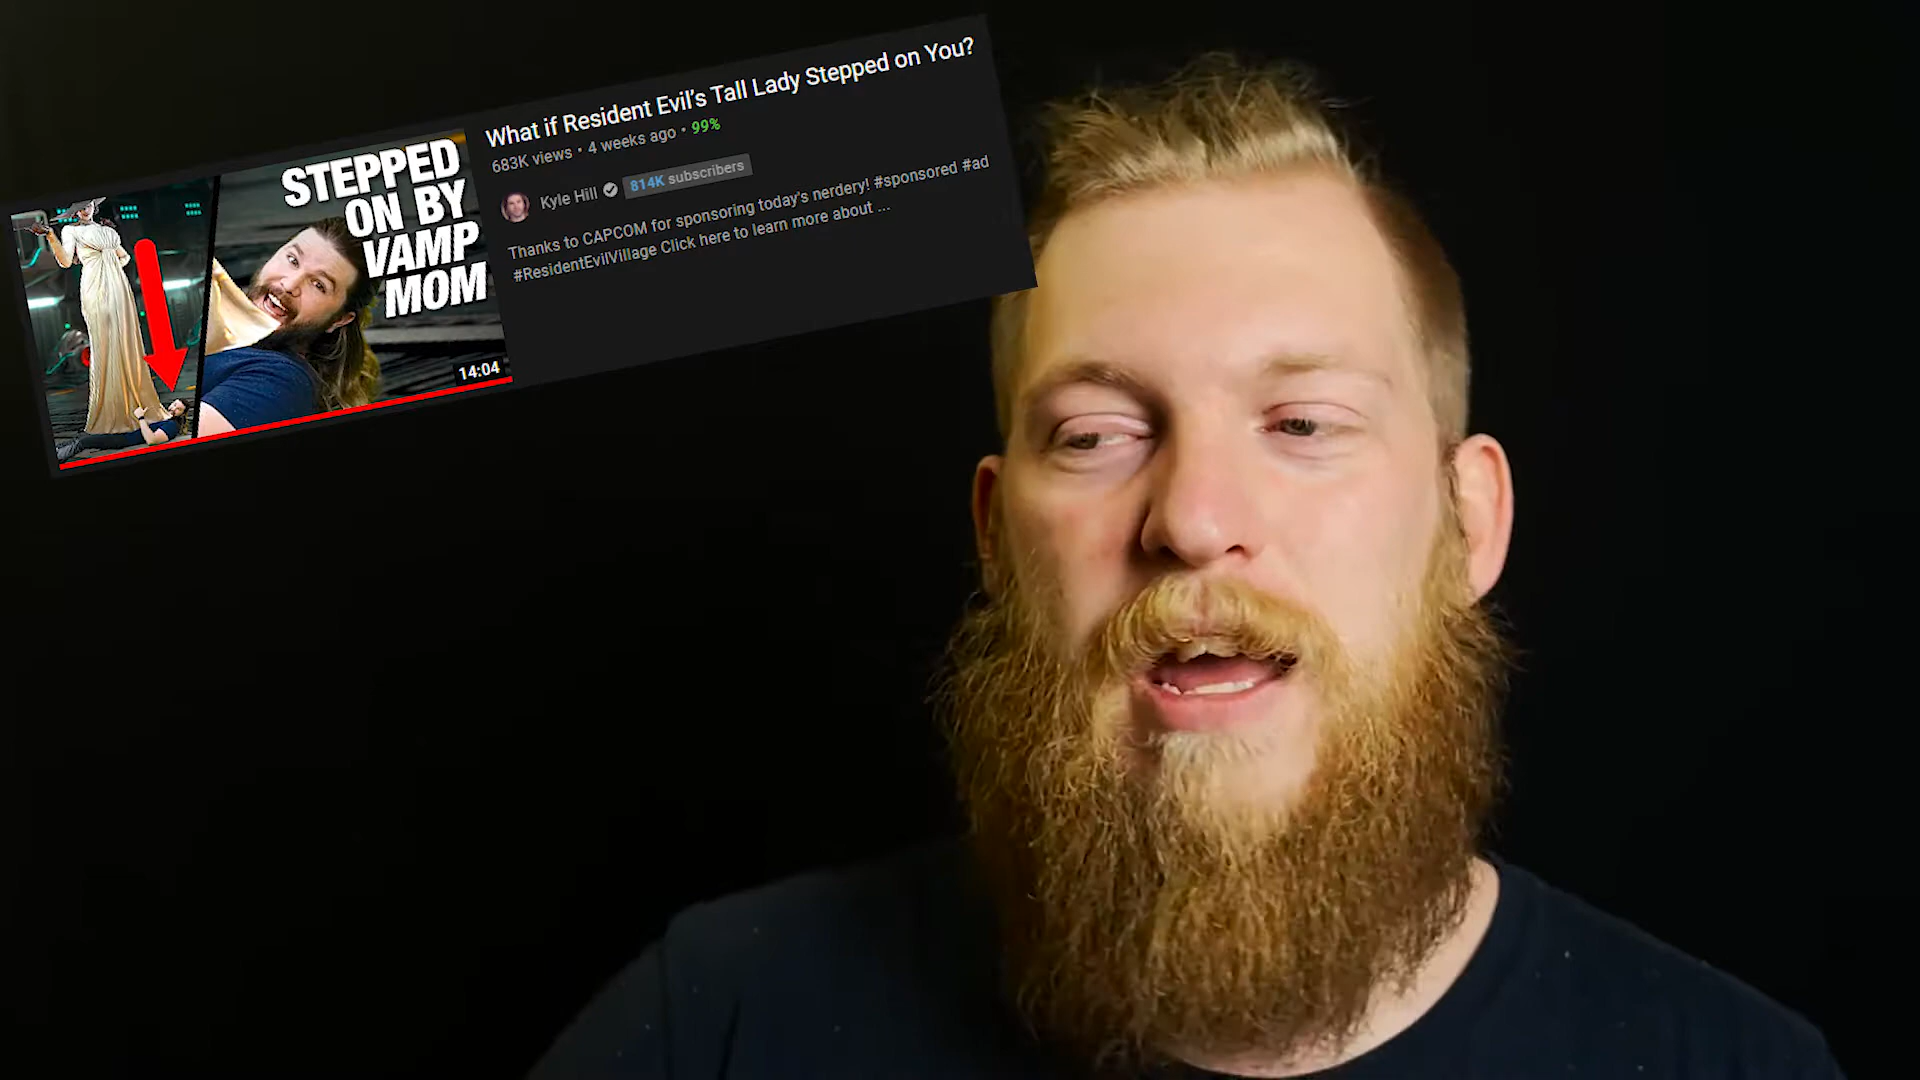 STEPPED
ON BY
VAMP
MOM
14:04
What if Resident Evil's Tall Lady Stepped on You?
683K views • 4 weeks ago • 99%
Kyle Hill 814K subscribers
Thanks to CAPCOM for sponsoring today's nerdery! #sponsored #ad
#ResidentEvilVillage Click here to learn more about ...